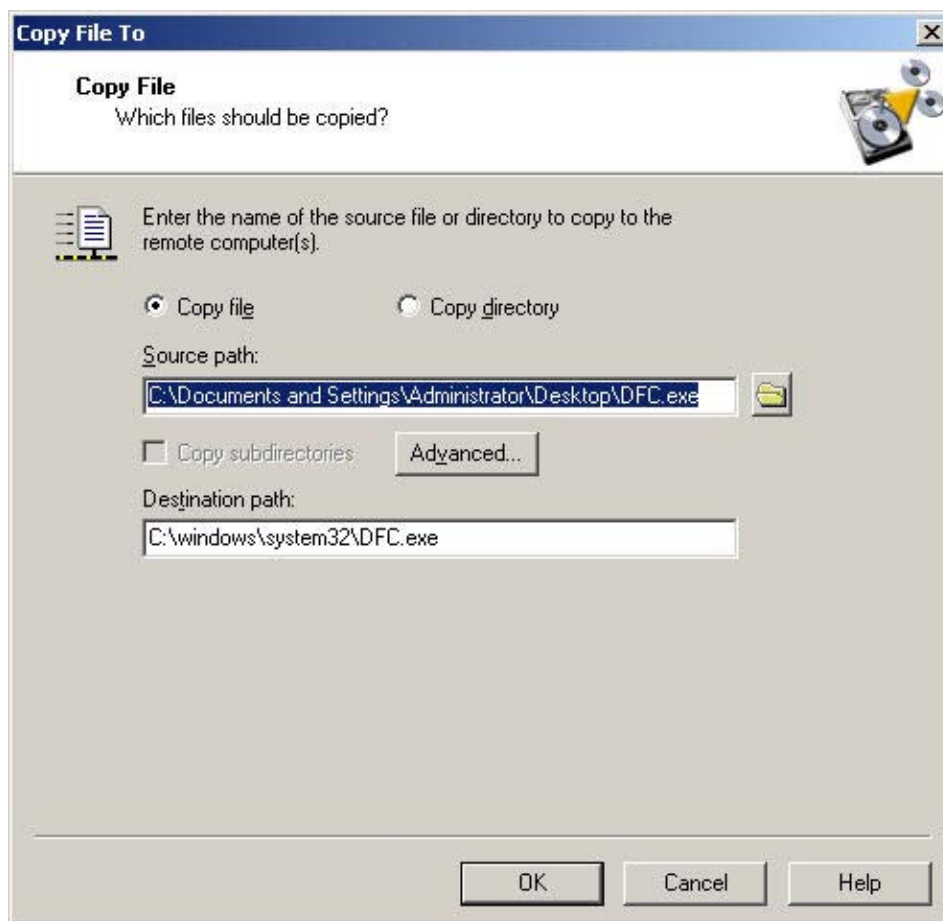 Copy File To
Copy File
Which files should be copied?
Enter the name of the source file or directory to copy to the
remote computer(s).
Copy file
Copy directory
Source path:
C:\Documents and Settings\Administrator\Desktop\DFC.exe
Copy subdirectories
Advanced...
Destination path:
C:\windows\system32\DFC.exe
OK
Cancel
Help